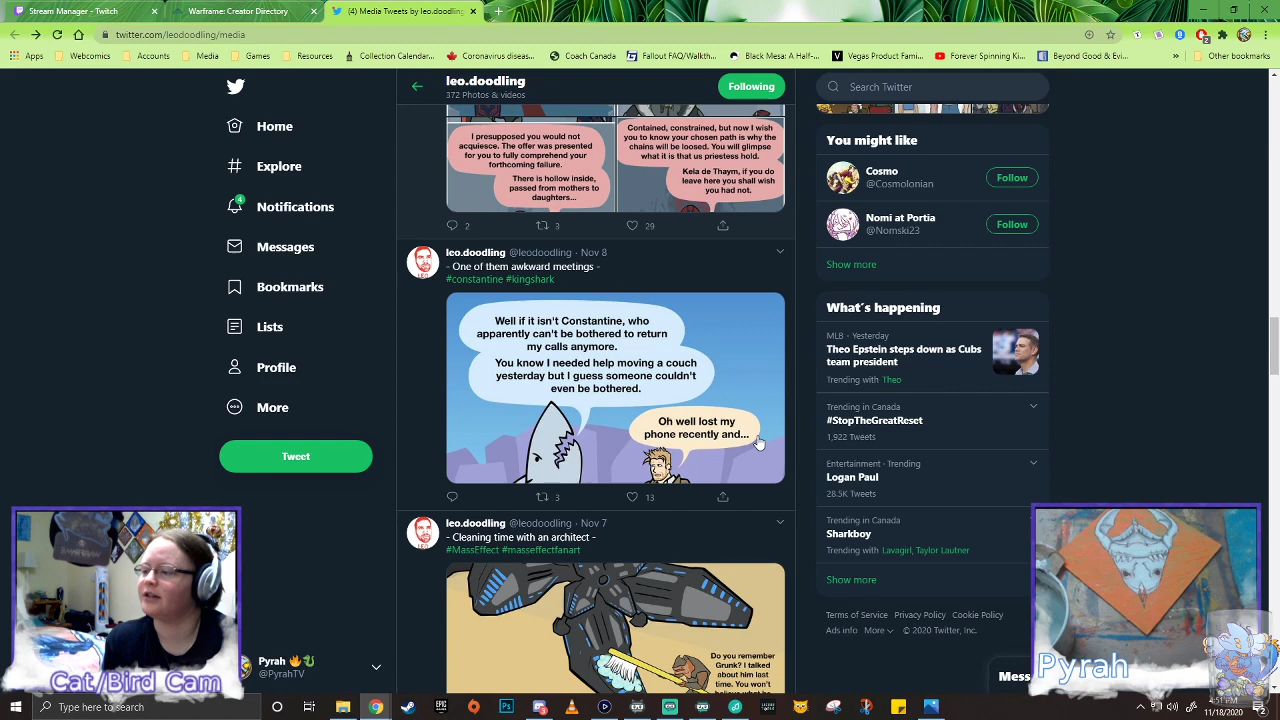 (4) Media Tweets by leo.doodling
twitter.com/leodoodling/media
Apps
Webcomics
Accounts
Media
Games
Resources
Collection Calendar...
Coronavirus diseas...
Coach Canada
Fallout FAQ/Walkth...
Black Mesa: A Half-...
Vegas Product Fami...
Forever Spinning Ki...
Beyond Good & Evi...
»
Other bookmarks
Home
Explore
4
Notifications
Messages
Bookmarks
Lists
Profile
More
Tweet
leo.doodling
372 Photos & videos
Following
I presupposed you would not
acquiesce. The offer was presented
for you to fully comprehend your
forthcoming failure.
There is hollow inside,
passed from mothers to
daughters...
Contained, constrained, but now I wish
you to know your chosen path is why the
chains will be loosed. You will glimpse
what it is that us priestess hold.
Kela de Thaym, if you do
leave here you shall wish
you had not.
2 3 29
leo.doodling @leodoodling · Nov 8
- One of them awkward meetings -
#constantine #kingshark
Well if it isn't Constantine, who
apparently can't be bothered to return
my calls anymore.
You know I needed help moving a couch
yesterday but I guess someone couldn't
even be bothered.
Oh well lost my
phone recently and...
3 13
leo.doodling @leodoodling · Nov 7
- Cleaning time with an architect -
#MassEffect #masseffectfanart
Do you remember
Grunk? I talked
about him last
time. You won't
Search Twitter
You might like
Cosmo
@Cosmolonian
Follow
Nomi at Portia
@Nomski23
Follow
Show more
What's happening
MLB · Yesterday
Theo Epstein steps down as Cubs
team president
Trending with Theo
Trending in Canada
#StopTheGreatReset
1,922 Tweets
Entertainment · Trending
Logan Paul
28.5K Tweets
Trending in Canada
Sharkboy
Trending with Lavagirl, Taylor Lautner
Show more
Terms of Service Privacy Policy Cookie Policy
Ads info More © 2020 Twitter, Inc.
Mess
Pyrah
@PyrahTV
Cat/Bird Cam
Pyrah
Type here to search
4:51 PM
11/18/2020